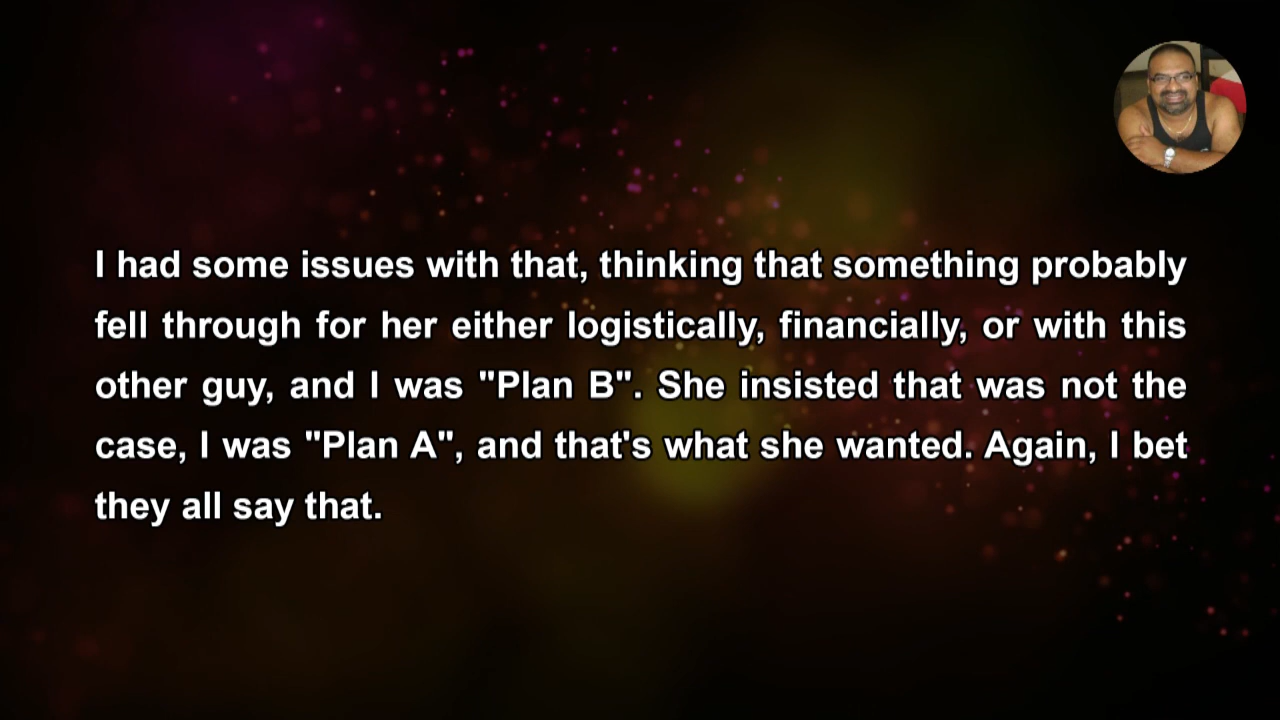 I had some issues with that, thinking that something probably
fell through for her either logistically, financially, or with this
other guy, and I was "Plan B". She insisted that was not the
case, I was "Plan A", and that's what she wanted. Again, I bet
they all say that.